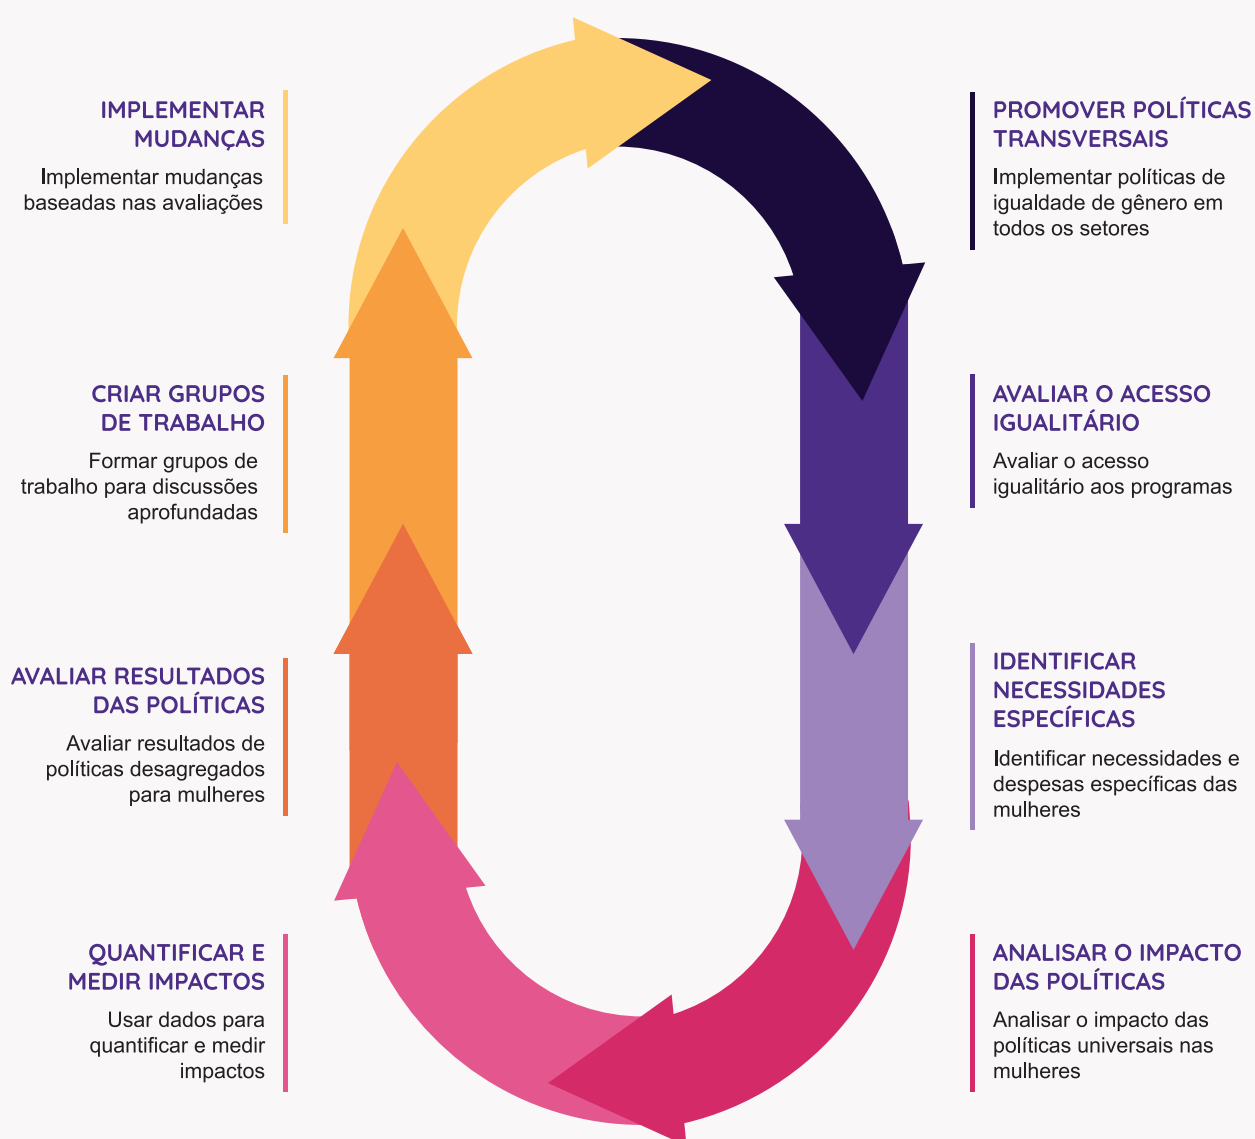 IMPLEMENTAR
MUDANÇAS
Implementar mudanças
baseadas nas avaliações
PROMOVER POLÍTICAS
TRANSVERSAIS
Implementar políticas de
igualdade de gênero em
todos os setores
CRIAR GRUPOS
DE TRABALHO
Formar grupos de
trabalho para discussões
aprofundadas
AVALIAR O ACESSO
IGUALITÁRIO
Avaliar o acesso
igualitário aos programas
AVALIAR RESULTADOS
DAS POLÍTICAS
Avaliar resultados de
políticas desagregados
para mulheres
IDENTIFICAR
NECESSIDADES
ESPECÍFICAS
Identificar necessidades e
despesas específicas das
mulheres
QUANTIFICAR E
MEDIR IMPACTOS
Usar dados para
quantificar e medir
impactos
ANALISAR O IMPACTO
DAS POLÍTICAS
Analisar o impacto das
políticas universais nas
mulheres